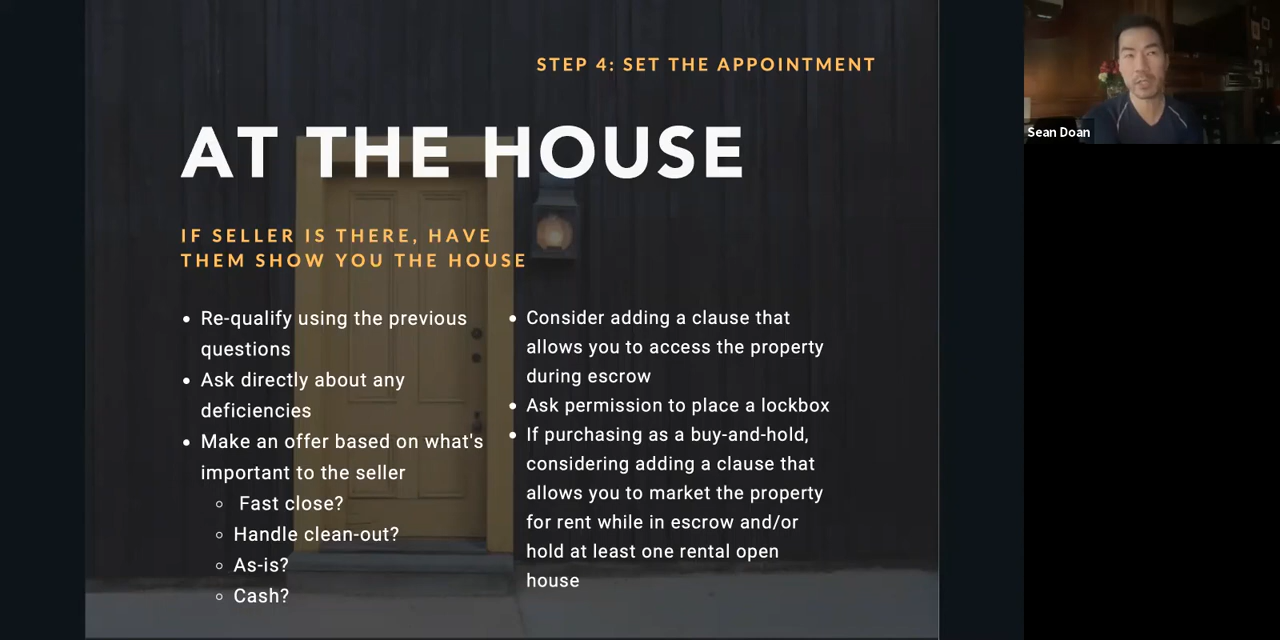 STEP 4: SET THE APPOINTMENT
AT THE HOUSE
IF SELLER IS THERE, HAVE
THEM SHOW YOU THE HOUSE
• Re-qualify using the previous
questions
• Ask directly about any
deficiencies
• Make an offer based on what's
important to the seller
◦ Fast close?
◦ Handle clean-out?
◦ As-is?
◦ Cash?
• Consider adding a clause that
allows you to access the property
during escrow
• Ask permission to place a lockbox
• If purchasing as a buy-and-hold,
considering adding a clause that
allows you to market the property
for rent while in escrow and/or
hold at least one rental open
house
Sean Doan